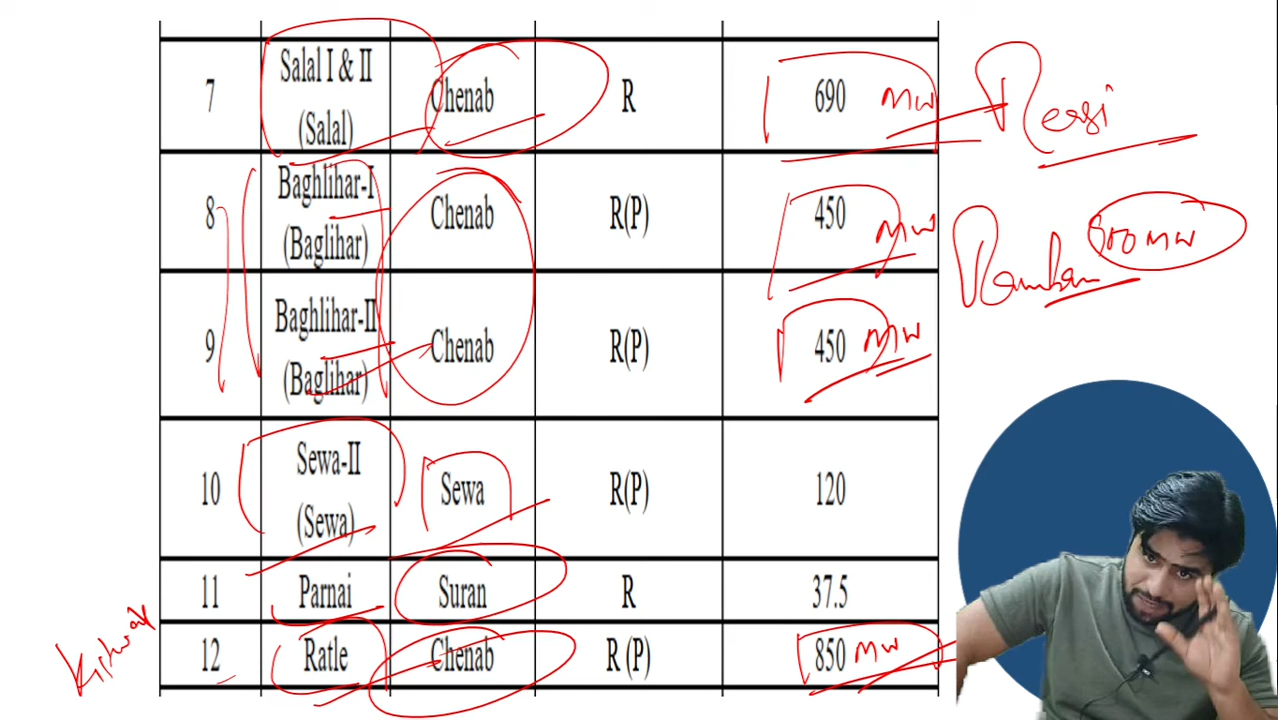 7 Salal I & II (Salal) Chenab R 690 MW Reasi
8 Baghlihar-I (Baglihar) Chenab R(P) 450 MW Ramban 900 MW
9 Baghlihar-II (Baglihar) Chenab R(P) 450 MW
10 Sewa-II (Sewa) Sewa R(P) 120
11 Parnai Suran R 37.5
12 Ratle Chenab R (P) 850 MW